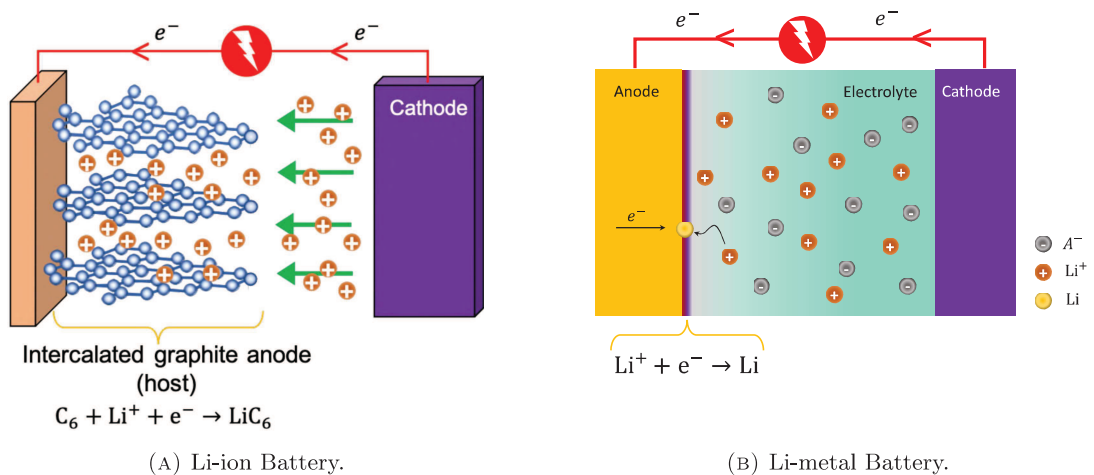 e⁻ e⁻
Cathode
Intercalated graphite anode
(host)
C₆ + Li⁺ + e⁻ → LiC₆
(A) Li-ion Battery.
e⁻ e⁻
Anode Electrolyte Cathode
e⁻
A⁻
Li⁺
Li
Li⁺ + e⁻ → Li
(B) Li-metal Battery.